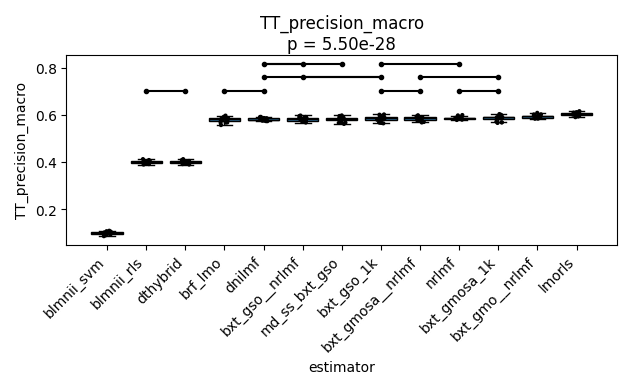 TT_precision_macro
p = 5.50e-28
TT_precision_macro
0.8
0.6
0.4
0.2
blmnii_svm
blmnii_rls
dthybrid
brf_lmo
dnilmf
bxt_gso__nrlmf
md_ss_bxt_gso
bxt_gso_1k
bxt_gmosa__nrlmf
nrlmf
bxt_gmosa_1k
bxt_gmo__nrlmf
lmorls
estimator